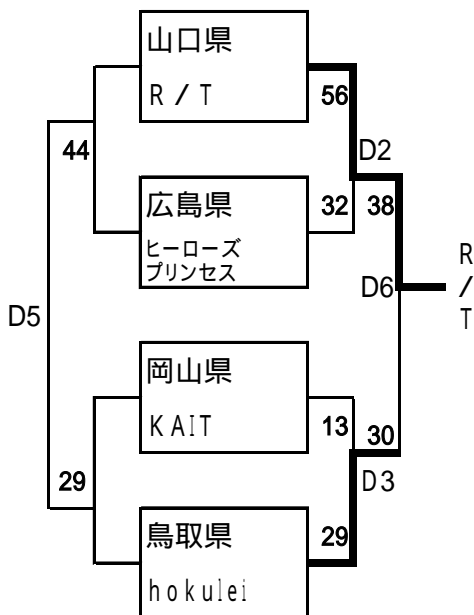 山口県
R / T
56
44
D2
広島県
32
38
ヒーローズ
プリンセス
R
/
T
D6
D5
岡山県
KAIT
13
30
29
D3
鳥取県
29
hokulei